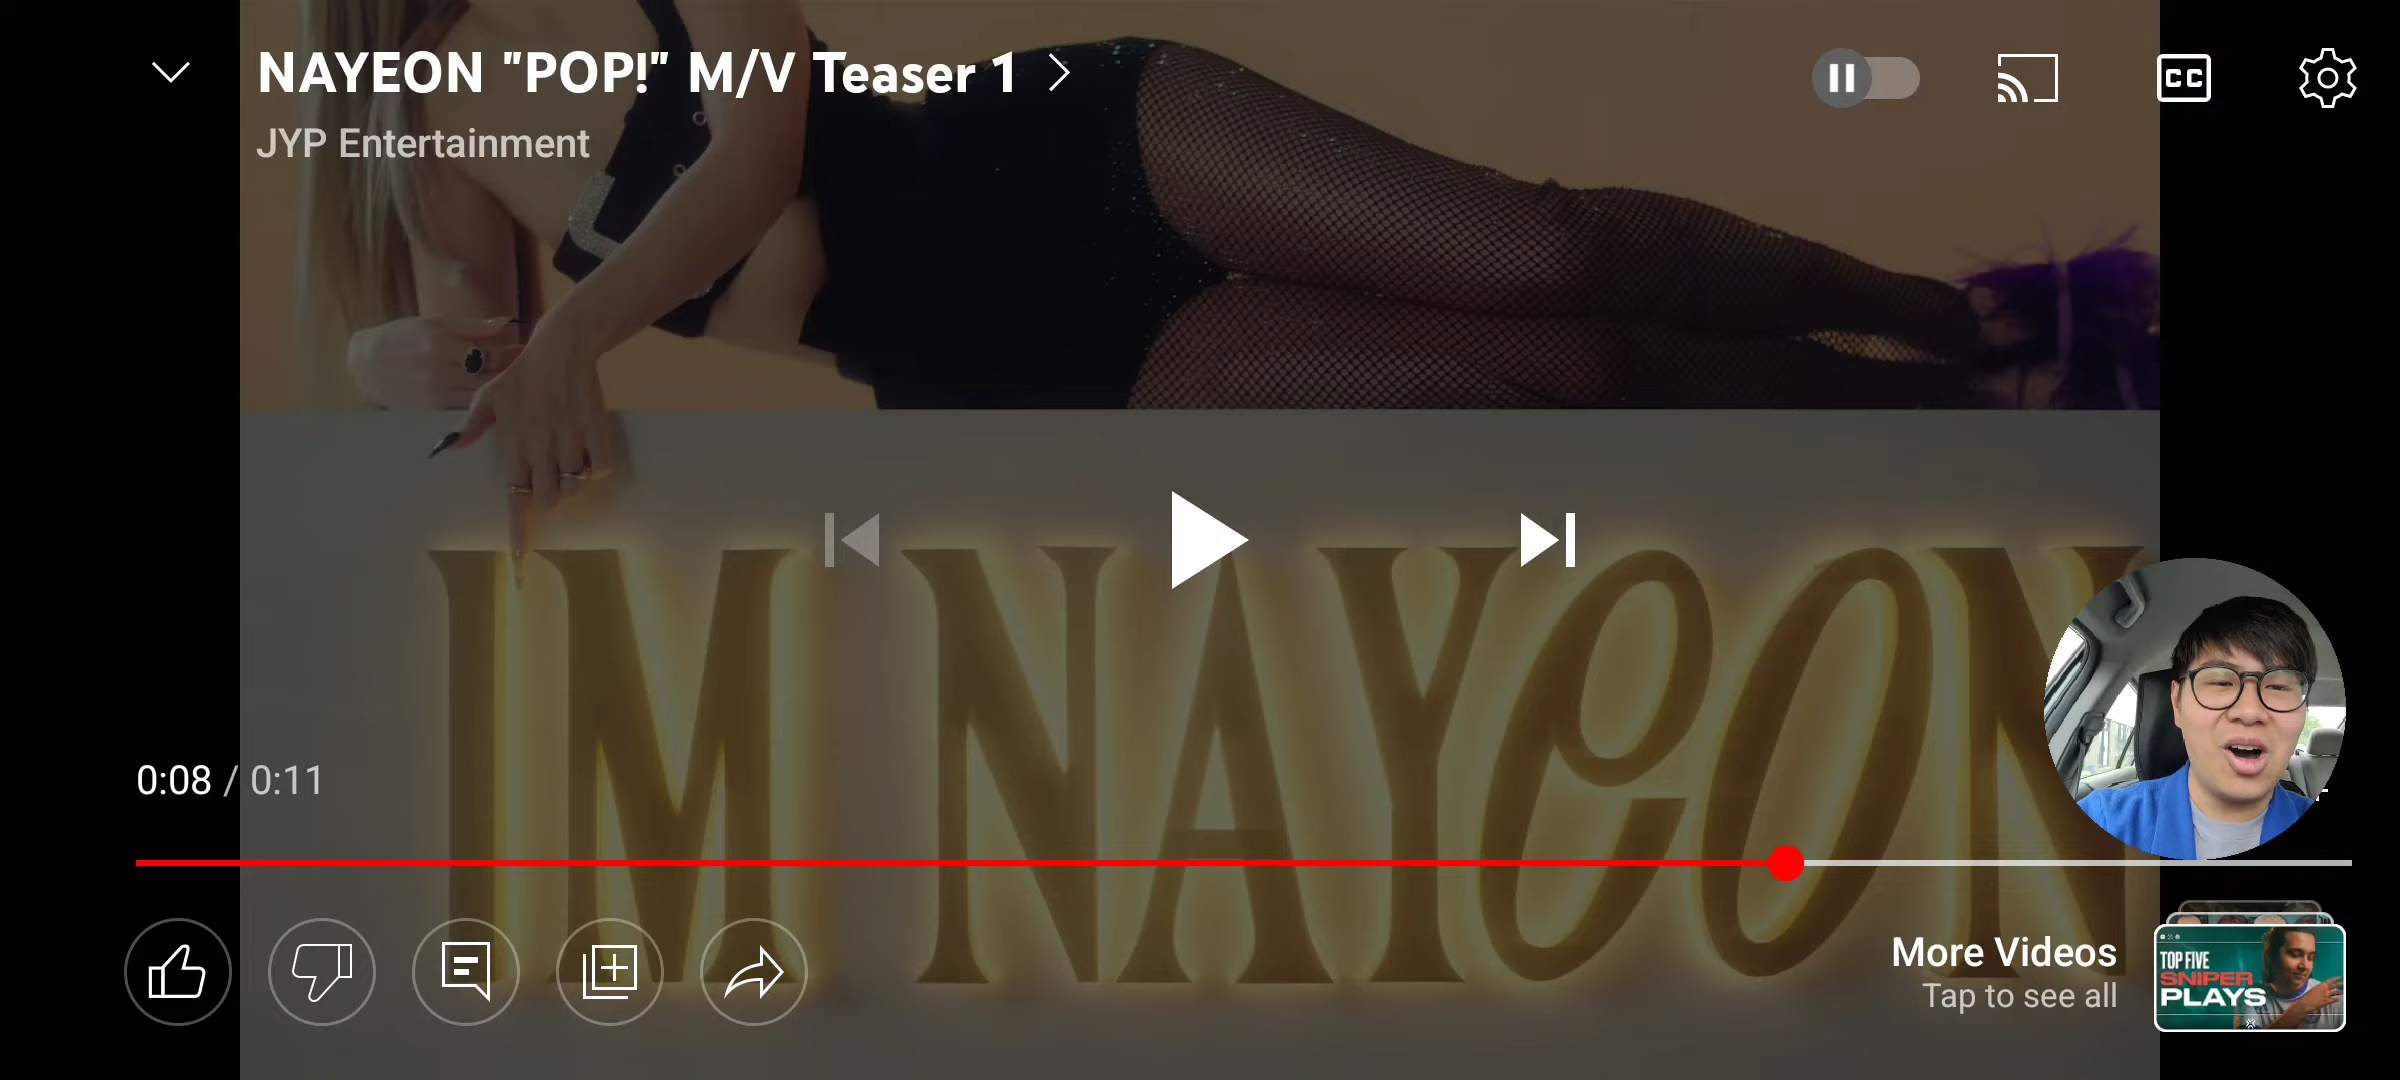 NAYEON "POP!" M/V Teaser 1
JYP Entertainment
CC
IM NAYEON
0:08 / 0:11
More Videos
Tap to see all
TOP FIVE
SNIPER
PLAYS